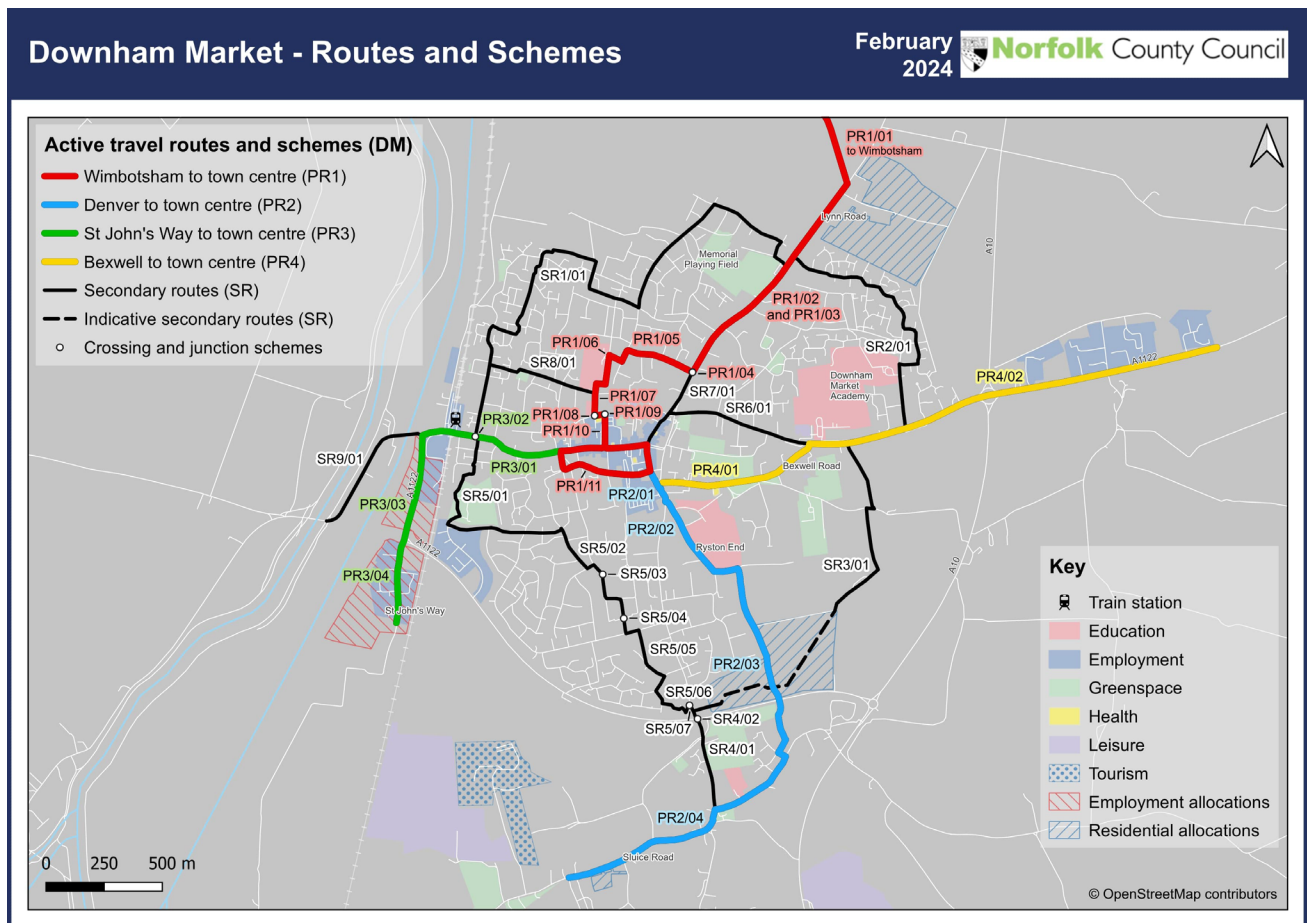 Downham Market - Routes and Schemes
February
2024
Norfolk County Council
Active travel routes and schemes (DM)
Wimbotsham to town centre (PR1)
Denver to town centre (PR2)
St John's Way to town centre (PR3)
Bexwell to town centre (PR4)
Secondary routes (SR)
Indicative secondary routes (SR)
Crossing and junction schemes
PR1/01
to Wimbotsham
Lynn Road
A10
Memorial
Playing Field
SR1/01
PR1/02
and PR1/03
PR1/06
PR1/05
SR2/01
SR8/01
PR1/04
Downham
Market
Academy
A1122
PR4/02
SR7/01
PR1/07
SR6/01
PR1/08
PR1/09
PR3/02
PR1/10
SR9/01
PR3/01
PR4/01
Bexwell Road
PR1/11
PR2/01
SR5/01
PR3/03
A1122
PR2/02
A1122
SR5/02
Ryston End
SR3/01
A10
PR3/04
SR5/03
St John's Way
SR5/04
SR5/05
PR2/03
SR5/06
SR5/07
SR4/02
SR4/01
PR2/04
Sluice Road
Key
Train station
Education
Employment
Greenspace
Health
Leisure
Tourism
Employment allocations
Residential allocations
0 250 500 m
© OpenStreetMap contributors